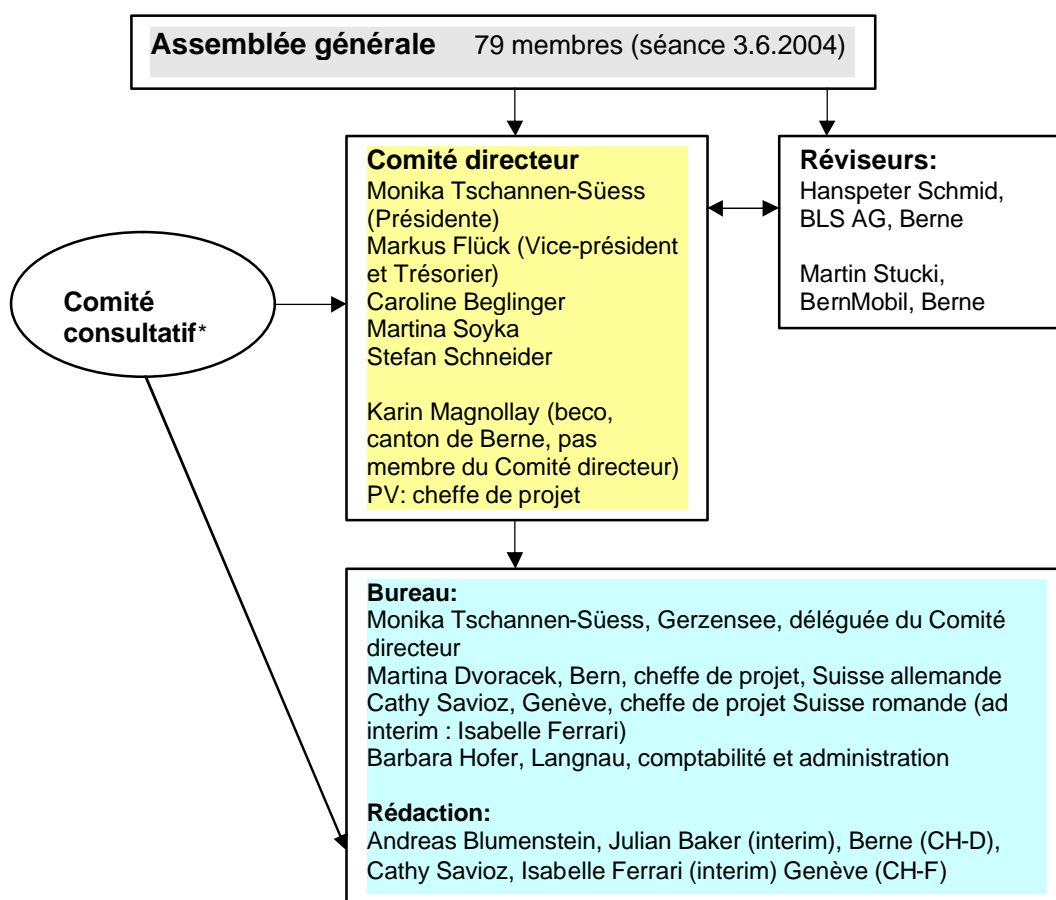 Assemblée générale 79 membres (séance 3.6.2004)
Comité directeur
Monika Tschannen-Süess
(Présidente)
Markus Flück (Vice-président
et Trésorier)
Caroline Beglinger
Martina Soyka
Stefan Schneider
Karin Magnollay (beco,
canton de Berne, pas
membre du Comité directeur)
PV: cheffe de projet
Réviseurs:
Hanspeter Schmid,
BLS AG, Berne
Martin Stucki,
BernMobil, Berne
Comité
consultatif*
Bureau:
Monika Tschannen-Süess, Gerzensee, déléguée du Comité
directeur
Martina Dvoracek, Bern, cheffe de projet, Suisse allemande
Cathy Savioz, Genève, cheffe de projet Suisse romande (ad
interim : Isabelle Ferrari)
Barbara Hofer, Langnau, comptabilité et administration
Rédaction:
Andreas Blumenstein, Julian Baker (interim), Berne (CH-D),
Cathy Savioz, Isabelle Ferrari (interim) Genève (CH-F)